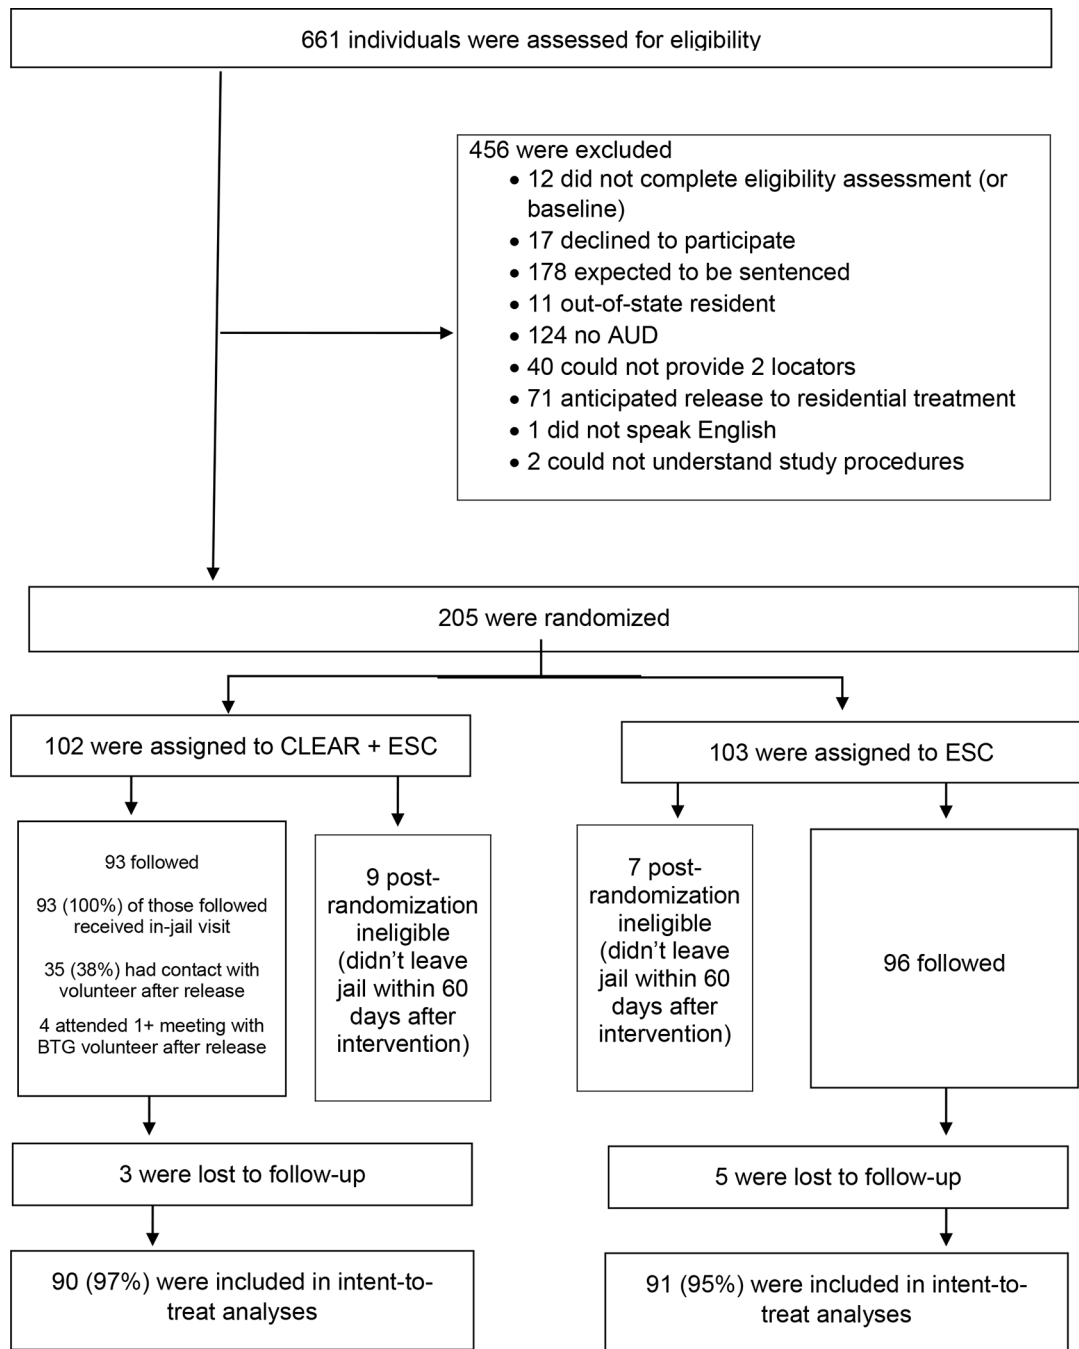 661 individuals were assessed for eligibility
456 were excluded
• 12 did not complete eligibility assessment (or
baseline)
• 17 declined to participate
• 178 expected to be sentenced
• 11 out-of-state resident
• 124 no AUD
• 40 could not provide 2 locators
• 71 anticipated release to residential treatment
• 1 did not speak English
• 2 could not understand study procedures
205 were randomized
102 were assigned to CLEAR + ESC
103 were assigned to ESC
93 followed
93 (100%) of those followed
received in-jail visit
35 (38%) had contact with
volunteer after release
4 attended 1+ meeting with
BTG volunteer after release
9 post-
randomization
ineligible
(didn’t leave
jail within 60
days after
intervention)
7 post-
randomization
ineligible
(didn’t leave
jail within 60
days after
intervention)
96 followed
3 were lost to follow-up
5 were lost to follow-up
90 (97%) were included in intent-to-
treat analyses
91 (95%) were included in intent-to-
treat analyses